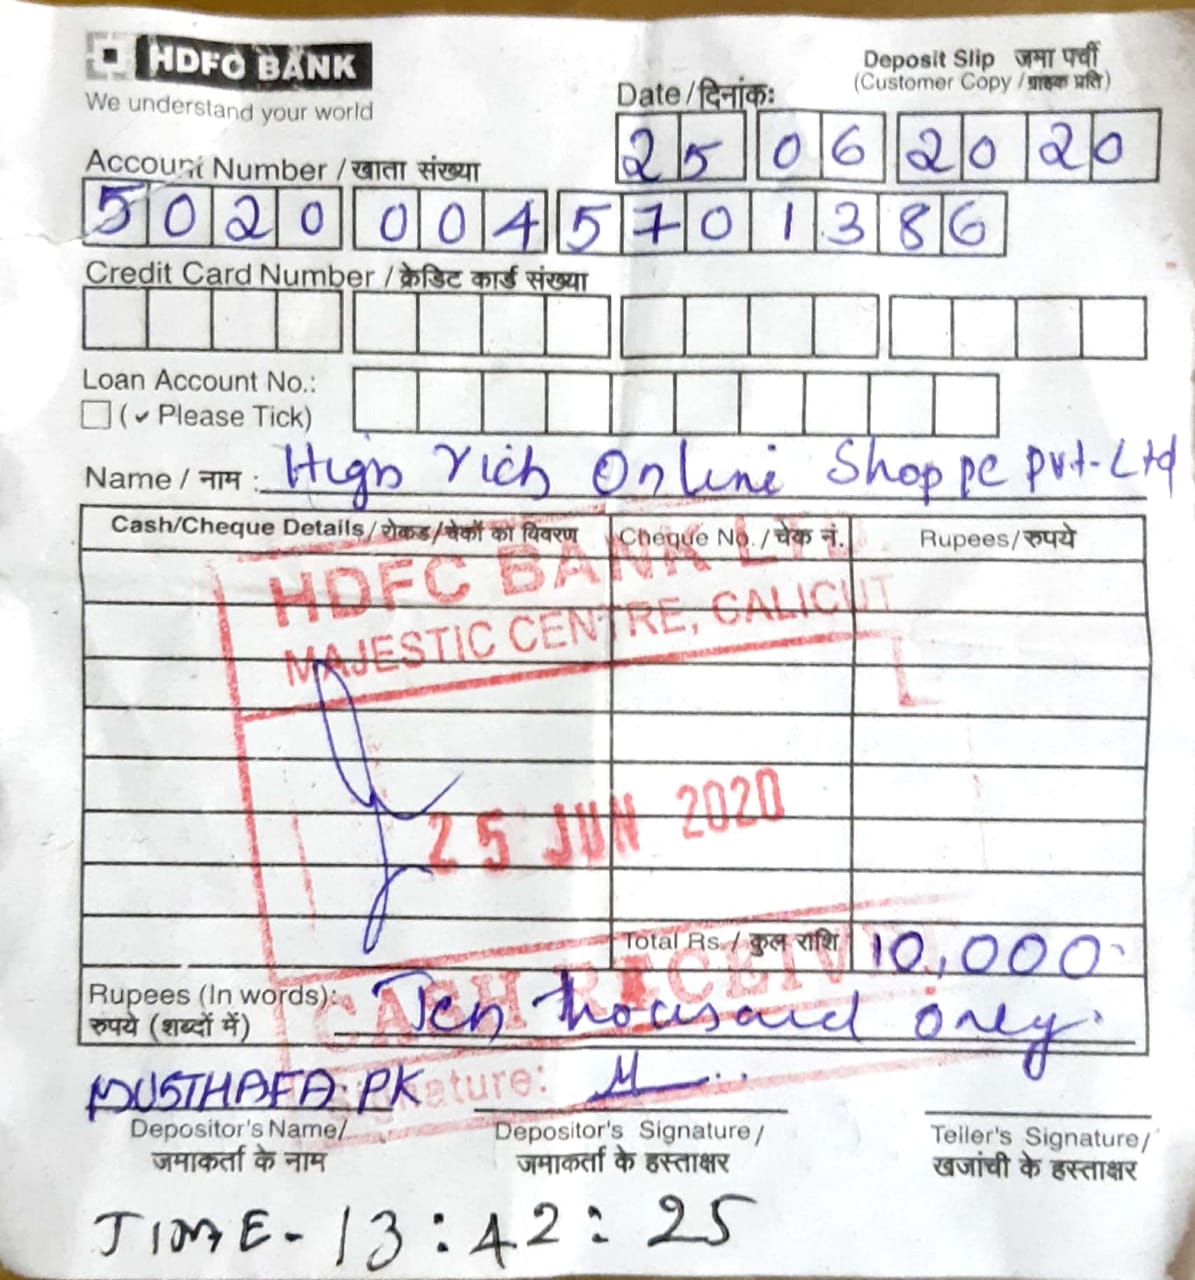 HDFC BANK
We understand your world
Deposit Slip जमा पर्ची
(Customer Copy / ग्राहक प्रति)
Date / दिनांक: 25 06 2020
Account Number / खाता संख्या
5020 004 5701386
Credit Card Number / क्रेडिट कार्ड संख्या
Loan Account No.:
(✓ Please Tick)
Name / नाम : High rich Online Shoppe Pvt-Ltd
Cash/Cheque Details / रोकड/चेकों का विवरण Cheque No. / चेक नं. Rupees/रुपये
HDFC BANK
MAJESTIC CENTRE, CALICUT
25 JUN 2020
Total Rs. / कुल राशि 10,000
CASH RECEIV
Rupees (In words): Ten thousand only.
रुपये (शब्दों में)
MUSTHAFA. PK
Depositor's Name/ Depositor's Signature / Teller's Signature/
जमाकर्ता के नाम जमाकर्ता के हस्ताक्षर खजांची के हस्ताक्षर
TIME - 13:42:25